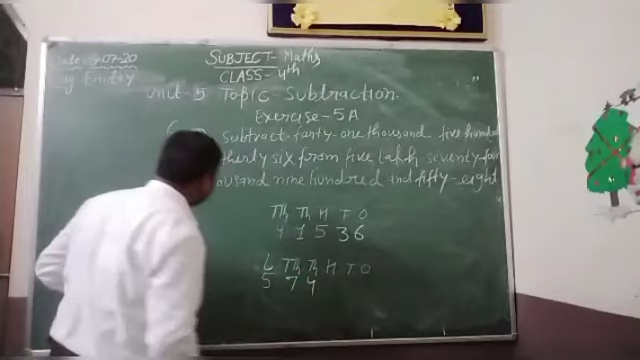 SUBJECT- Maths
CLASS- 4th
Unit-5 Topic- Subtraction.
Exercise-5A
subtract forty-one thousand five hundred
thirty six from five Lakh seventy-four
nine hundred and fifty-eight
TTh Th H T O
4 1 5 3 6
L TTh Th H T O
5 7 4